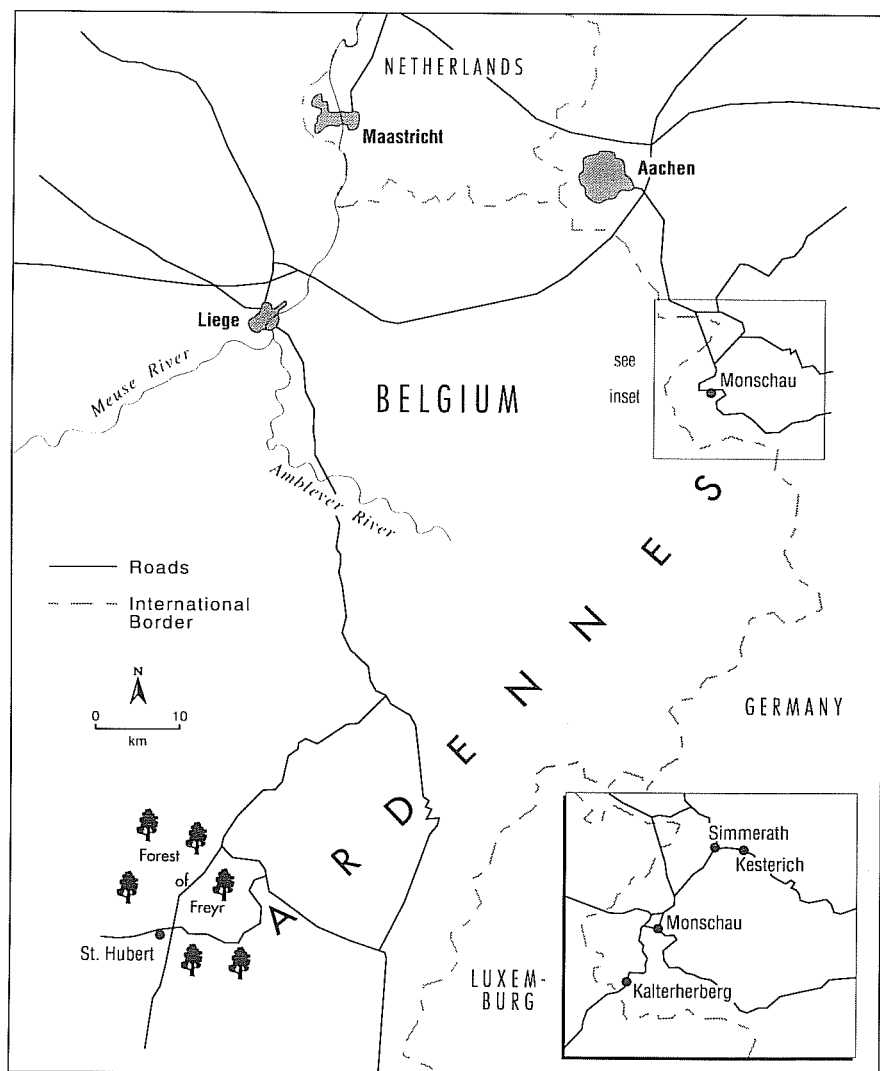 NETHERLANDS
Maastricht
Aachen
Liege
see
inset
Monschau
Meuse River
BELGIUM
Amblever River
ARDENNES
Roads
International
Border
N
0 10
km
GERMANY
Forest
of
Freyr
St. Hubert
LUXEM-
BURG
Simmerath
Kesterich
Monschau
Kalterherberg